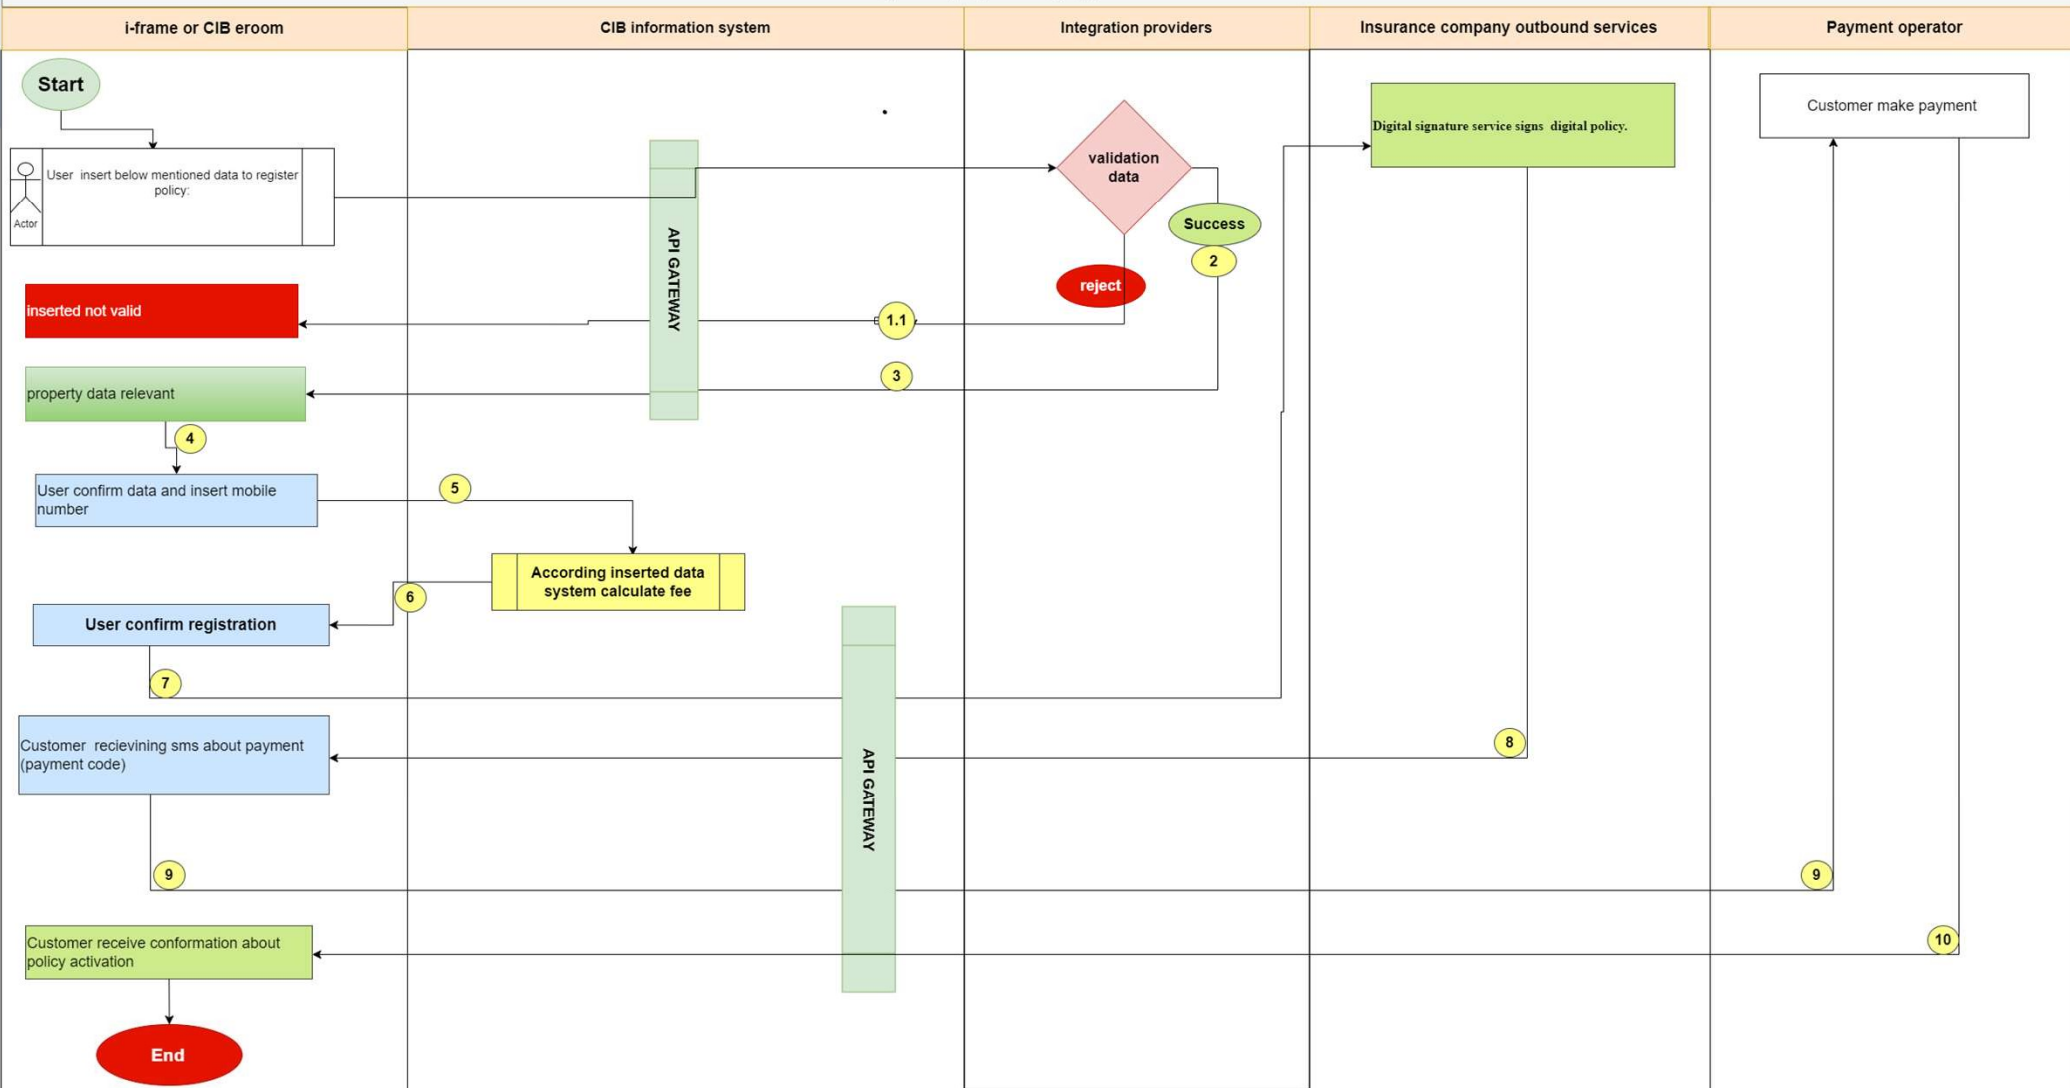 i-frame or CIB eroom
CIB information system
Integration providers
Insurance company outbound services
Payment operator
Start
User insert below mentioned data to register
policy:
Actor
API GATEWAY
validation
data
Success
2
reject
Digital signature service signs digital policy.
Customer make payment
inserted not valid
1.1
property data relevant
3
4
User confirm data and insert mobile
number
5
According inserted data
system calculate fee
6
User confirm registration
7
Customer recievining sms about payment
(payment code)
8
API GATEWAY
9
9
Customer receive conformation about
policy activation
10
End